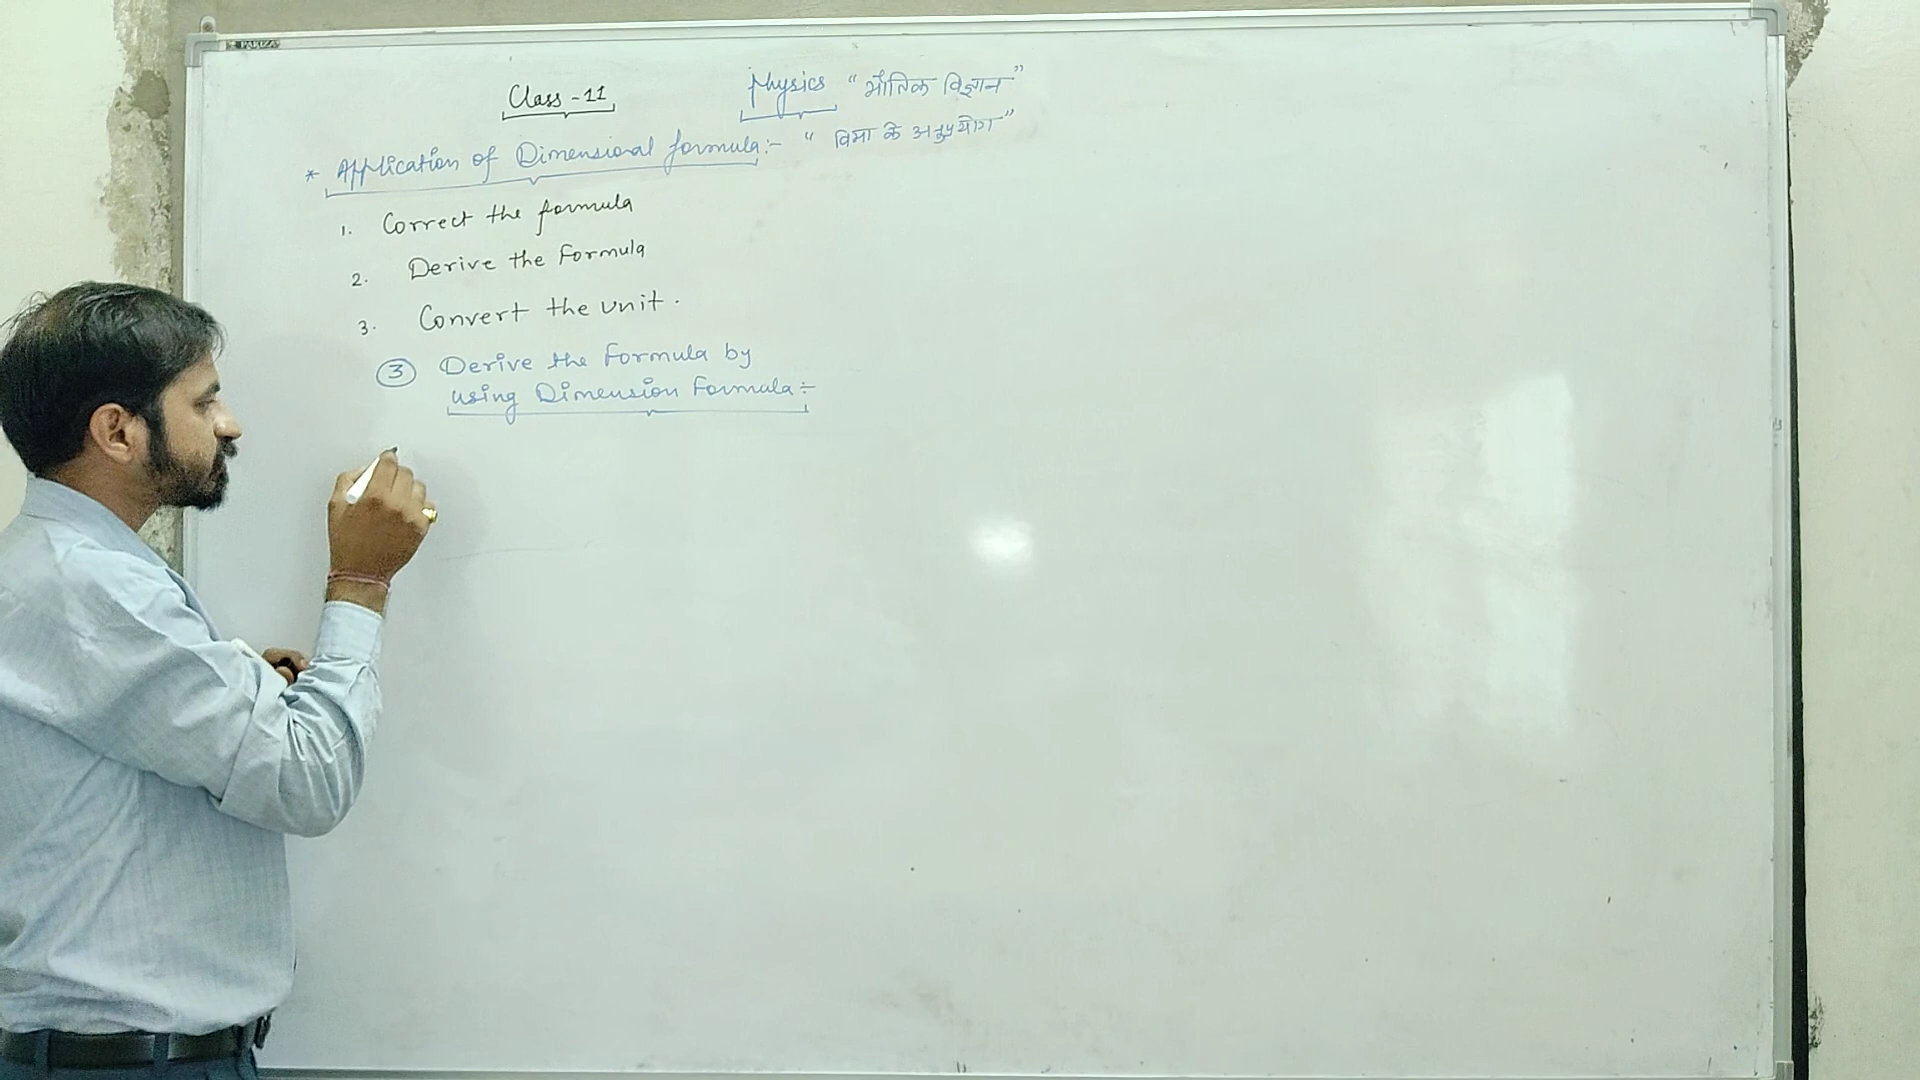 Class - 11 Physics “भौतिक विज्ञान”
* Application of Dimensional formula:- “विमा के अनुप्रयोग”
1. Correct the formula
2. Derive the Formula
3. Convert the unit.
③ Derive the Formula by
using Dimension Formula:-